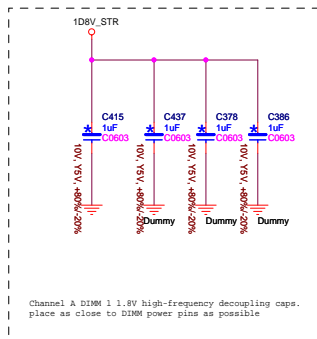 1D8V_STR
C415
1uF
C0603
10V, Y5V, +80%/-20%
C437
1uF
C0603
10V, Y5V, +80%/-20%
Dummy
C378
1uF
C0603
10V, Y5V, +80%/-20%
Dummy
C386
1uF
C0603
10V, Y5V, +80%/-20%
Dummy
Channel A DIMM 1 1.8V high-frequency decoupling caps.
place as close to DIMM power pins as possible